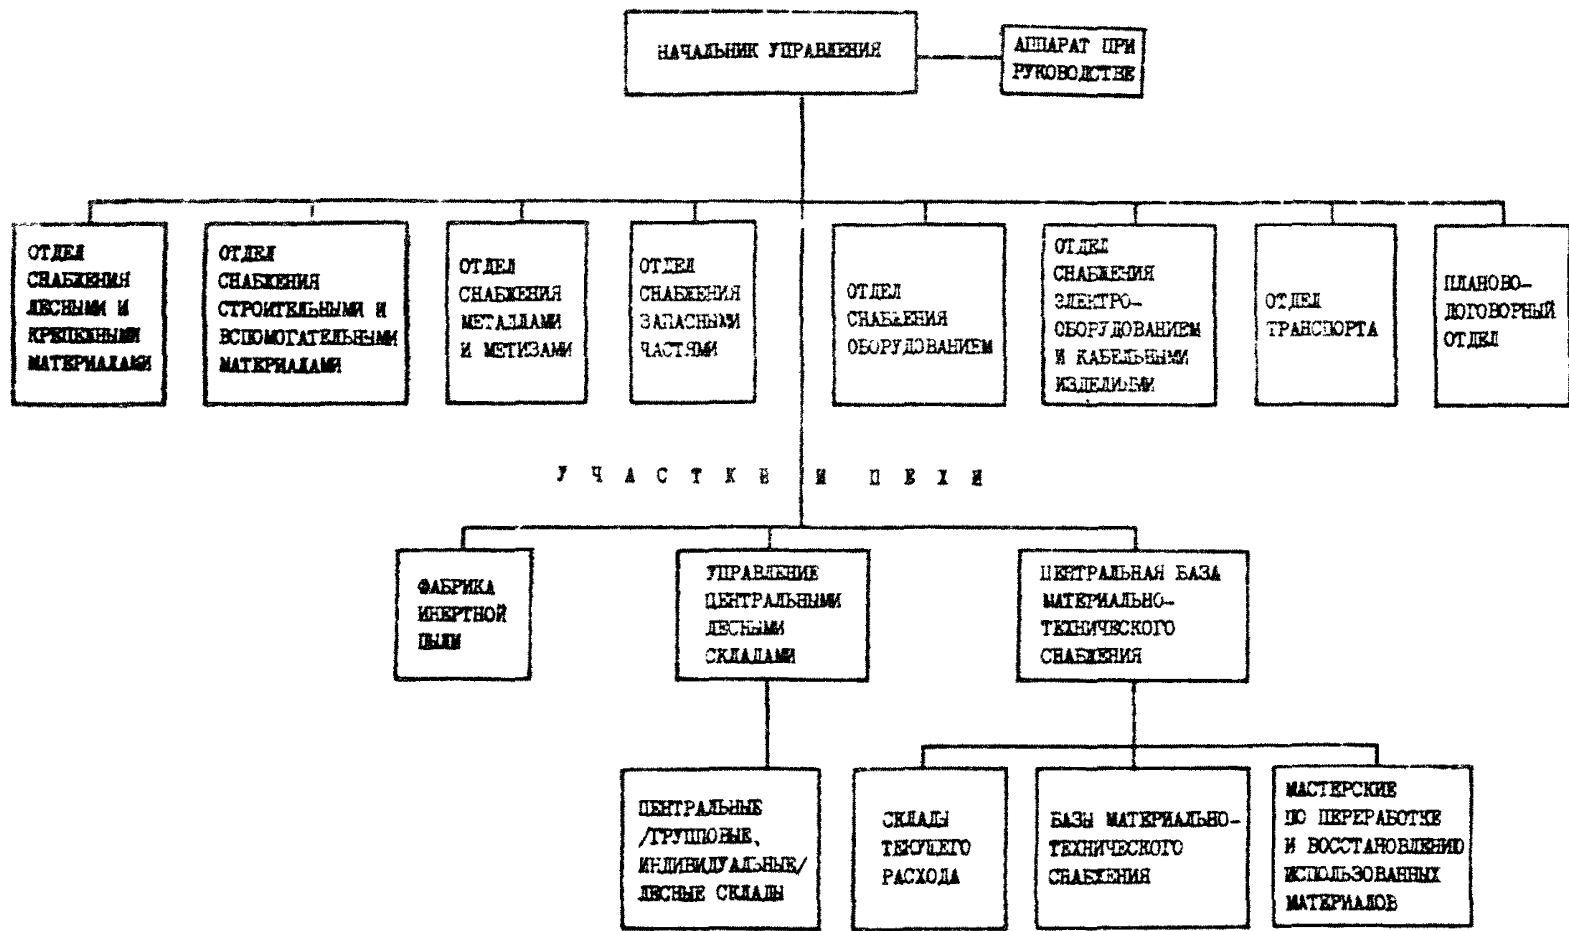 НАЧАЛЬНИК УПРАВЛЕНИЯ
АППАРАТ ПРИ
РУКОВОДСТВЕ
ОТДЕЛ
СНАБЖЕНИЯ
ЛЕСНЫМИ И
КРЕПЕЖНЫМИ
МАТЕРИАЛАМИ
ОТДЕЛ
СНАБЖЕНИЯ
СТРОИТЕЛЬНЫМИ И
ВСПОМОГАТЕЛЬНЫМИ
МАТЕРИАЛАМИ
ОТДЕЛ
СНАБЖЕНИЯ
МЕТАЛЛАМИ
И МЕТИЗАМИ
ОТДЕЛ
СНАБЖЕНИЯ
ЗАПАСНЫМИ
ЧАСТЯМИ
ОТДЕЛ
СНАБЖЕНИЯ
ОБОРУДОВАНИЕМ
ОТДЕЛ
СНАБЖЕНИЯ
ЭЛЕКТРО-
ОБОРУДОВАНИЕМ
И КАБЕЛЬНЫМИ
ИЗДЕЛИЯМИ
ОТДЕЛ
ТРАНСПОРТА
ПЛАНОВО-
ДОГОВОРНЫЙ
ОТДЕЛ
УЧАСТКИ И ЦЕХИ
ФАБРИКА
ИНЕРТНОЙ
ПЫЛИ
УПРАВЛЕНИЕ
ЦЕНТРАЛЬНЫМИ
ЛЕСНЫМИ
СКЛАДАМИ
ЦЕНТРАЛЬНАЯ БАЗА
МАТЕРИАЛЬНО-
ТЕХНИЧЕСКОГО
СНАБЖЕНИЯ
ЦЕНТРАЛЬНЫЕ
/ГРУППОВЫЕ,
ИНДИВИДУАЛЬНЫЕ/
ЛЕСНЫЕ СКЛАДЫ
СКЛАДЫ
ТЕКУЩЕГО
РАСХОДА
БАЗЫ МАТЕРИАЛЬНО-
ТЕХНИЧЕСКОГО
СНАБЖЕНИЯ
МАСТЕРСКИЕ
ПО ПЕРЕРАБОТКЕ
И ВОССТАНОВЛЕНИЮ
ИСПОЛЬЗОВАННЫХ
МАТЕРИАЛОВ